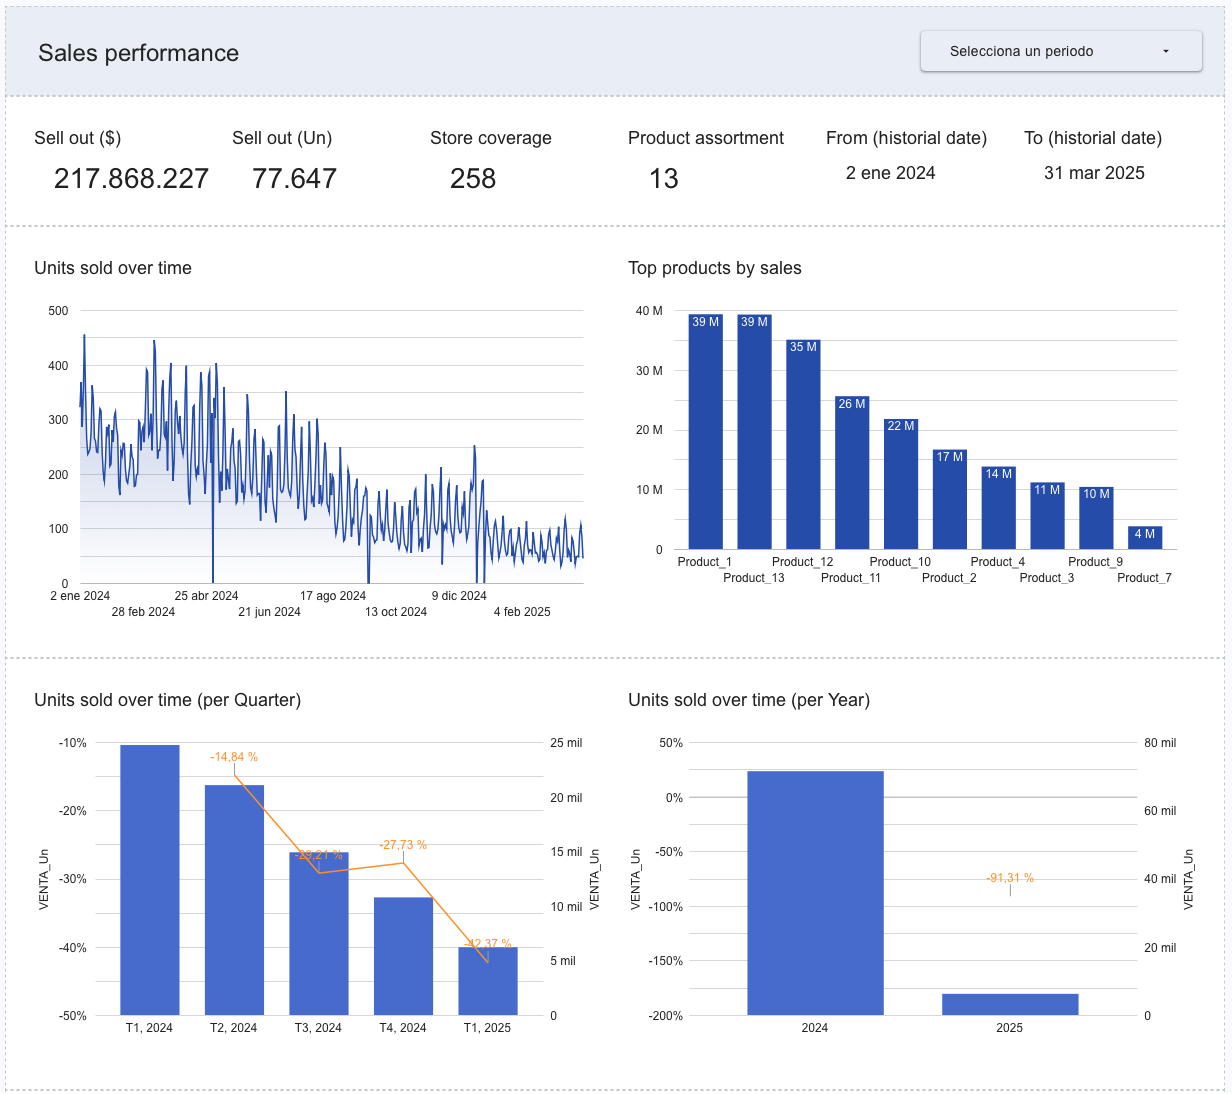 Sales performance
Selecciona un periodo
Sell out ($)
Sell out (Un)
Store coverage
Product assortment
From (historial date)
To (historial date)
217.868.227
77.647
258
13
2 ene 2024
31 mar 2025
Units sold over time
500
400
300
200
100
0
2 ene 2024
28 feb 2024
25 abr 2024
21 jun 2024
17 ago 2024
13 oct 2024
9 dic 2024
4 feb 2025
Top products by sales
40 M
30 M
20 M
10 M
0
39 M
39 M
35 M
26 M
22 M
17 M
14 M
11 M
10 M
4 M
Product_1
Product_13
Product_12
Product_11
Product_10
Product_2
Product_4
Product_3
Product_9
Product_7
Units sold over time (per Quarter)
VENTA_Un
-10%
-20%
-30%
-40%
-50%
-14,84 %
-29,21 %
-27,73 %
-42,37 %
25 mil
20 mil
15 mil
10 mil
5 mil
0
VENTA_Un
T1, 2024
T2, 2024
T3, 2024
T4, 2024
T1, 2025
Units sold over time (per Year)
VENTA_Un
50%
0%
-50%
-100%
-150%
-200%
-91,31 %
80 mil
60 mil
40 mil
20 mil
0
VENTA_Un
2024
2025